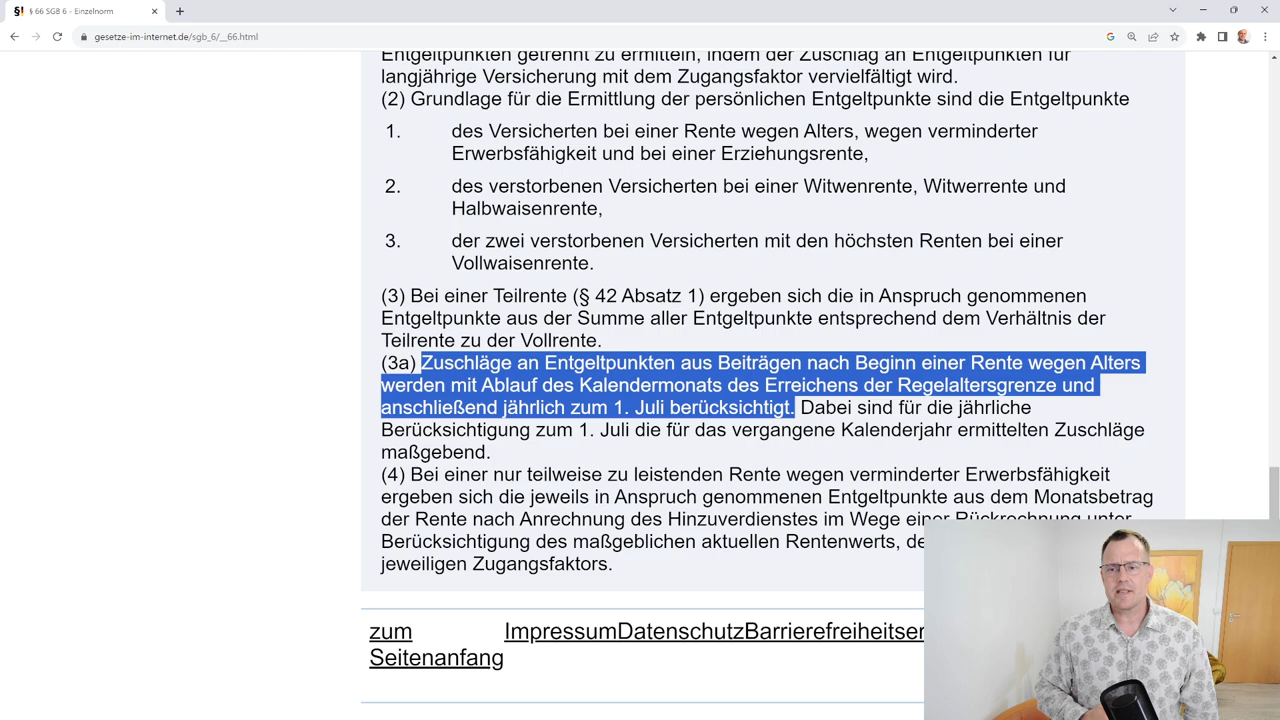 § 66 SGB 6 - Einzelnorm
gesetze-im-internet.de/sgb_6/__66.html
Entgeltpunkten getrennt zu ermitteln, indem der Zuschlag an Entgeltpunkten für
langjährige Versicherung mit dem Zugangsfaktor vervielfältigt wird.
(2) Grundlage für die Ermittlung der persönlichen Entgeltpunkte sind die Entgeltpunkte
1. des Versicherten bei einer Rente wegen Alters, wegen verminderter
Erwerbsfähigkeit und bei einer Erziehungsrente,
2. des verstorbenen Versicherten bei einer Witwenrente, Witwerrente und
Halbwaisenrente,
3. der zwei verstorbenen Versicherten mit den höchsten Renten bei einer
Vollwaisenrente.
(3) Bei einer Teilrente (§ 42 Absatz 1) ergeben sich die in Anspruch genommenen
Entgeltpunkte aus der Summe aller Entgeltpunkte entsprechend dem Verhältnis der
Teilrente zu der Vollrente.
(3a) Zuschläge an Entgeltpunkten aus Beiträgen nach Beginn einer Rente wegen Alters
werden mit Ablauf des Kalendermonats des Erreichens der Regelaltersgrenze und
anschließend jährlich zum 1. Juli berücksichtigt. Dabei sind für die jährliche
Berücksichtigung zum 1. Juli die für das vergangene Kalenderjahr ermittelten Zuschläge
maßgebend.
(4) Bei einer nur teilweise zu leistenden Rente wegen verminderter Erwerbsfähigkeit
ergeben sich die jeweils in Anspruch genommenen Entgeltpunkte aus dem Monatsbetrag
der Rente nach Anrechnung des Hinzuverdienstes im Wege einer Rückrechnung unter
Berücksichtigung des maßgeblichen aktuellen Rentenwerts, de
jeweiligen Zugangsfaktors.
zum ImpressumDatenschutzBarrierefreiheitser
Seitenanfang